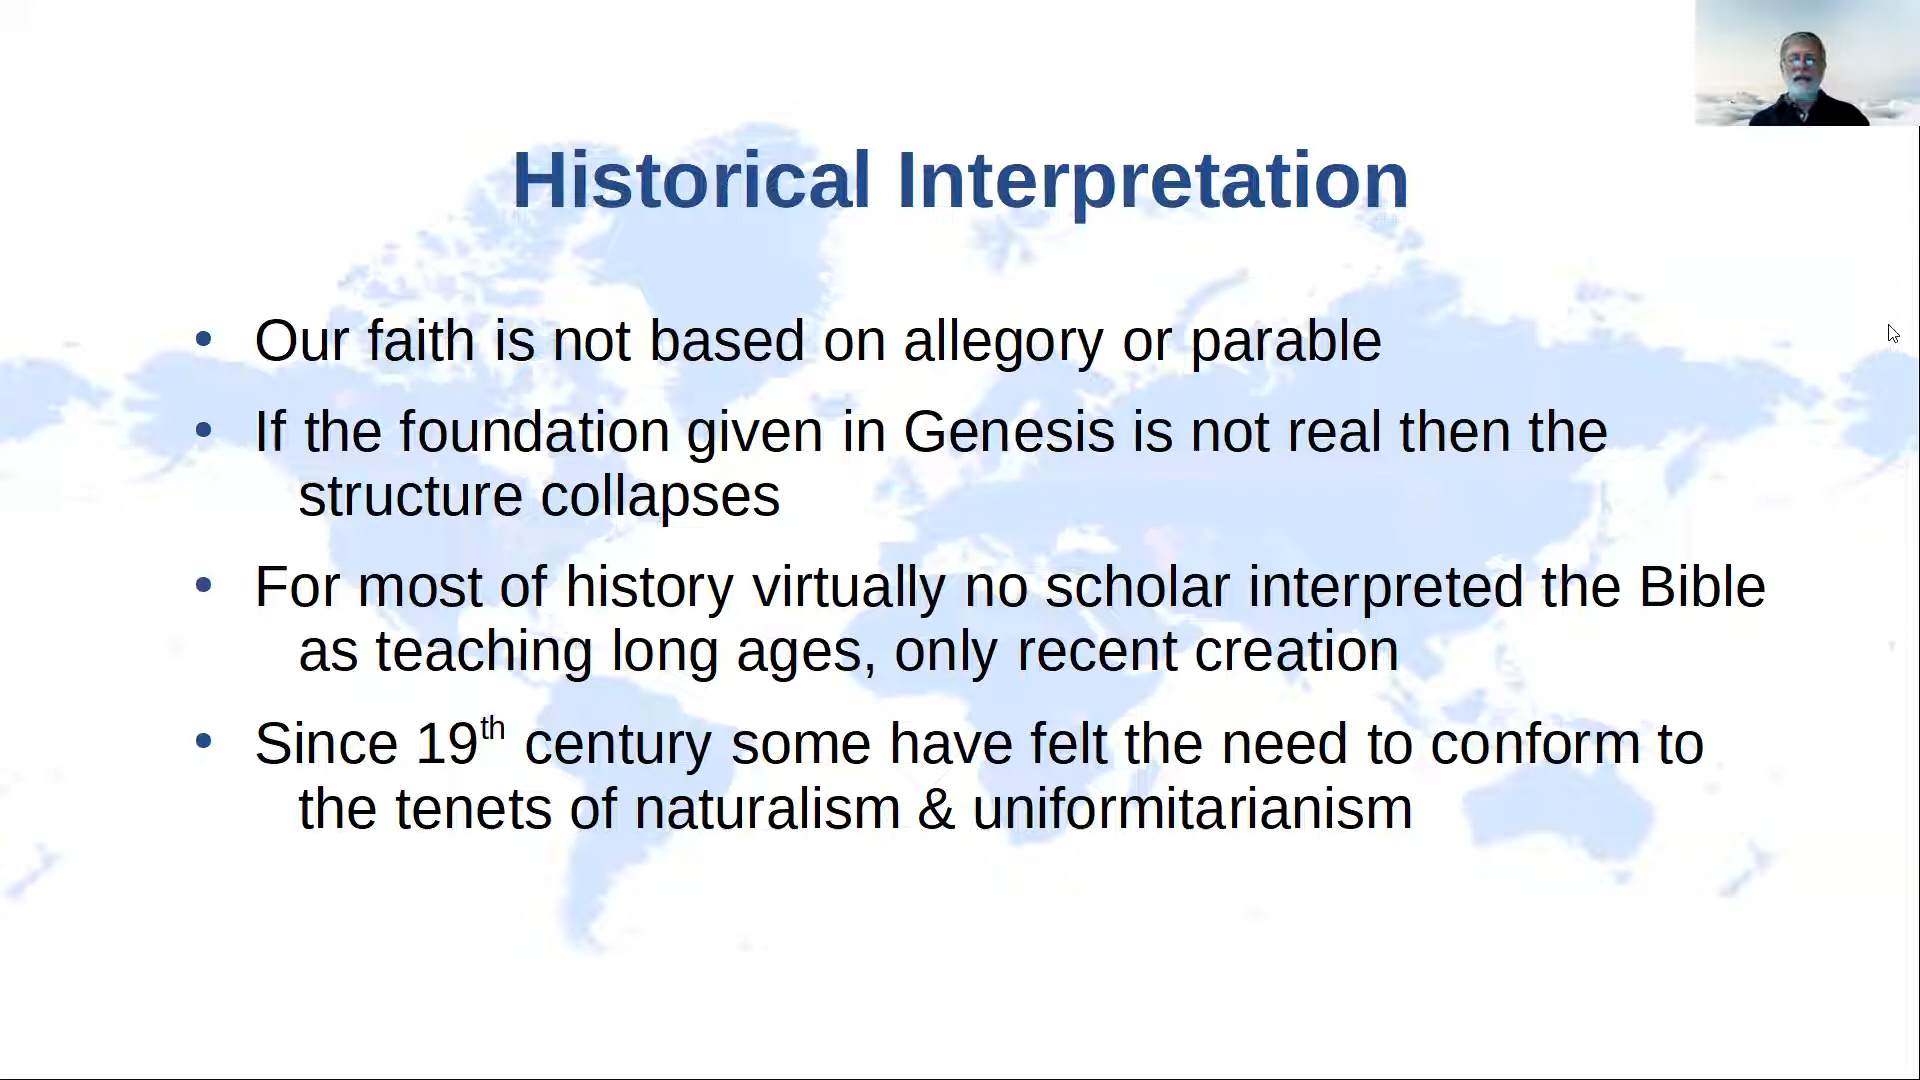 Historical Interpretation
• Our faith is not based on allegory or parable
• If the foundation given in Genesis is not real then the
structure collapses
• For most of history virtually no scholar interpreted the Bible
as teaching long ages, only recent creation
• Since 19th century some have felt the need to conform to
the tenets of naturalism & uniformitarianism